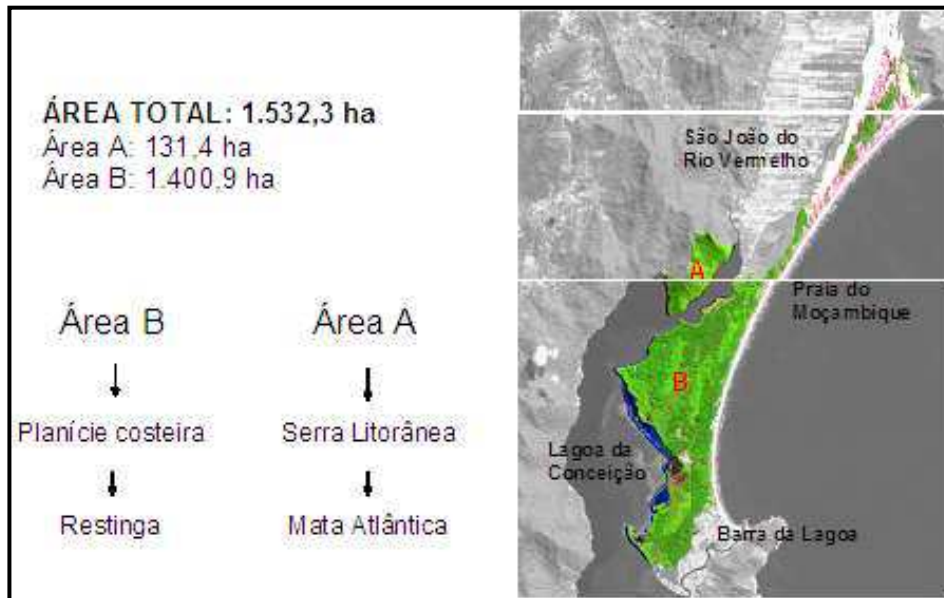 ÁREA TOTAL: 1.532,3 ha
Área A: 131,4 ha
Área B: 1.400,9 ha
Área B
Planície costeira
Restinga
Área A
Serra Litorânea
Mata Atlântica
São João do
Rio Vermelho
A
Praia do
Moçambique
B
Lagoa da
Conceição
Barra da Lagoa